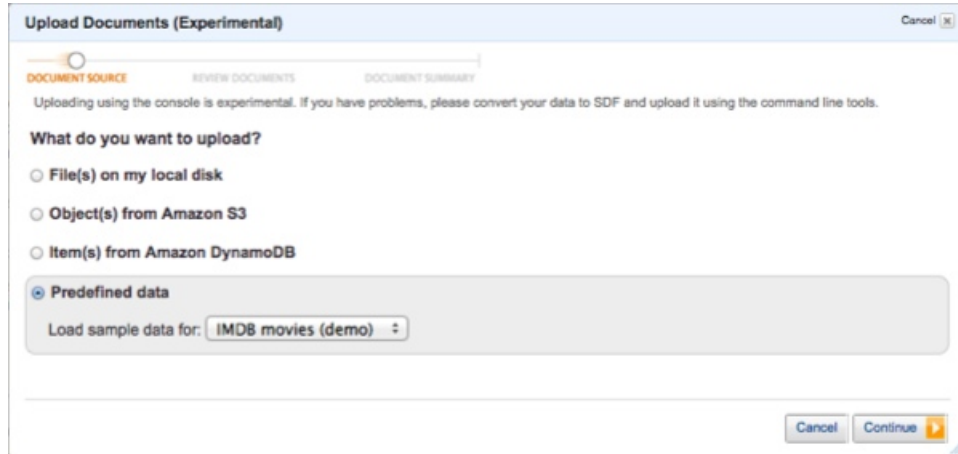 Upload Documents (Experimental)
Cancel
DOCUMENT SOURCE REVIEW DOCUMENTS DOCUMENT SUMMARY
Uploading using the console is experimental. If you have problems, please convert your data to SDF and upload it using the command line tools.
What do you want to upload?
File(s) on my local disk
Object(s) from Amazon S3
Item(s) from Amazon DynamoDB
Predefined data
Load sample data for: IMDB movies (demo)
Cancel Continue